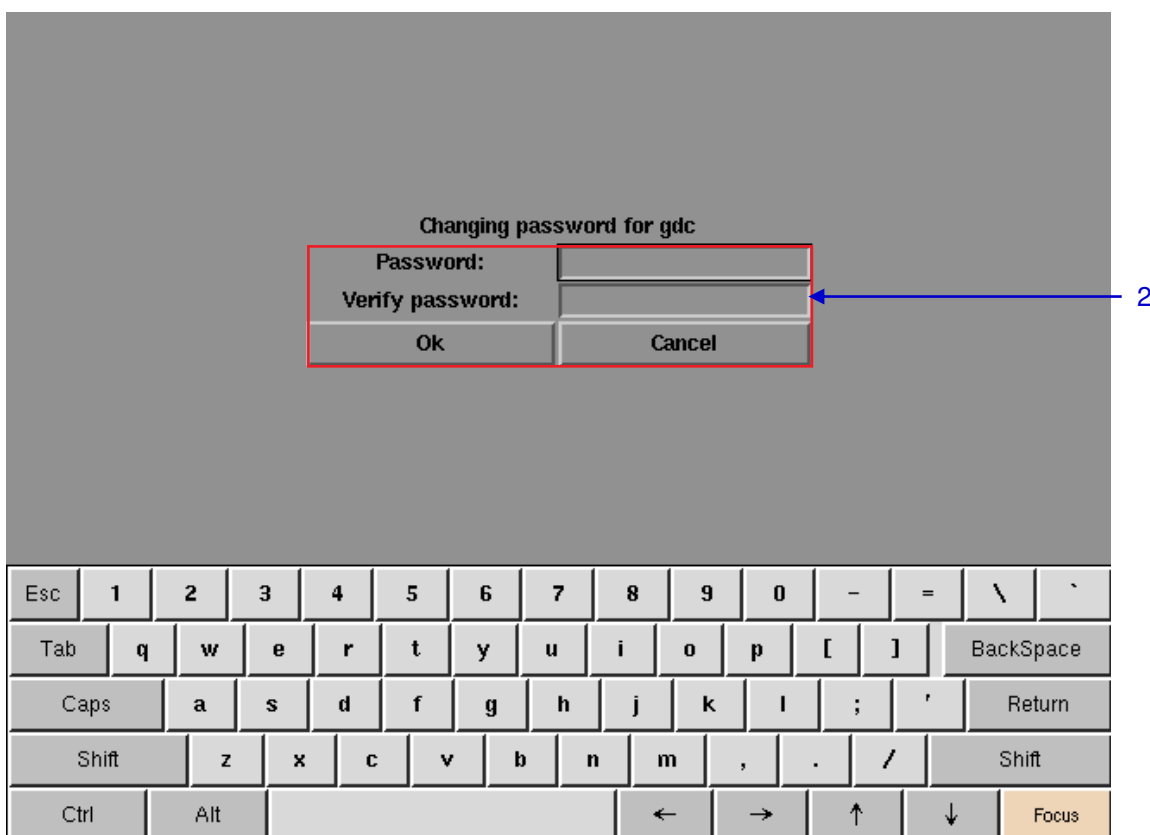 Changing password for gdc
Password:
Verify password:
2
Ok Cancel
Esc 1 2 3 4 5 6 7 8 9 0 - = \ `
Tab q w e r t y u i o p [ ] BackSpace
Caps a s d f g h j k l ; ' Return
Shift z x c v b n m , . / Shift
Ctrl Alt ← → ↑ ↓ Focus